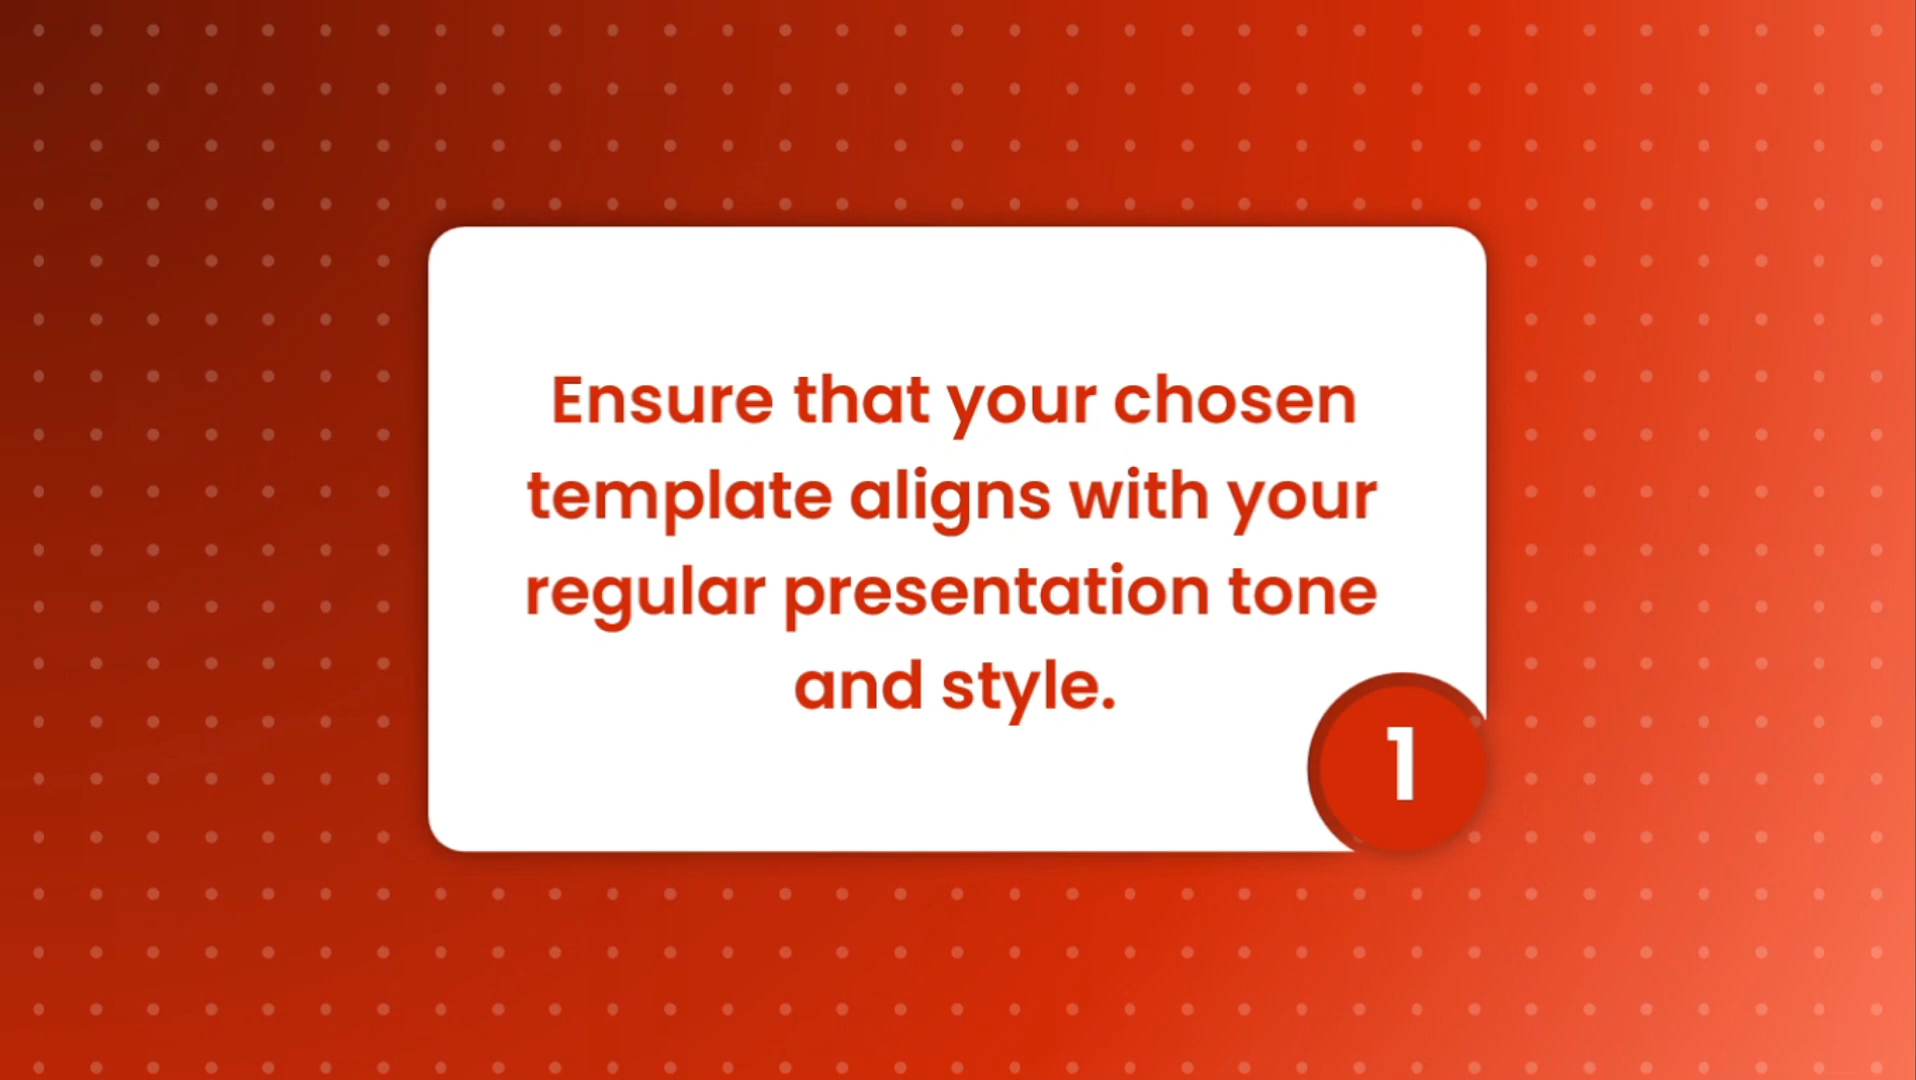 Ensure that your chosen
template aligns with your
regular presentation tone
and style.
1